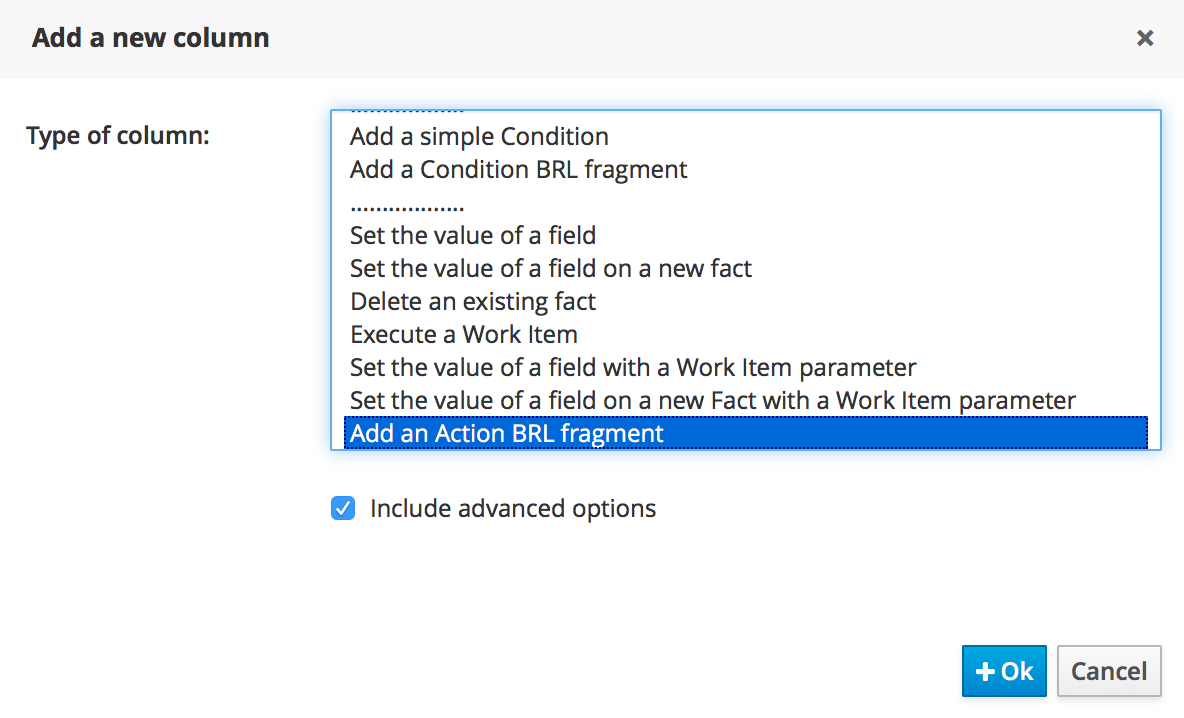 Add a new column
Type of column:
..................
Add a simple Condition
Add a Condition BRL fragment
..................
Set the value of a field
Set the value of a field on a new fact
Delete an existing fact
Execute a Work Item
Set the value of a field with a Work Item parameter
Set the value of a field on a new Fact with a Work Item parameter
Add an Action BRL fragment
Include advanced options
Ok
Cancel